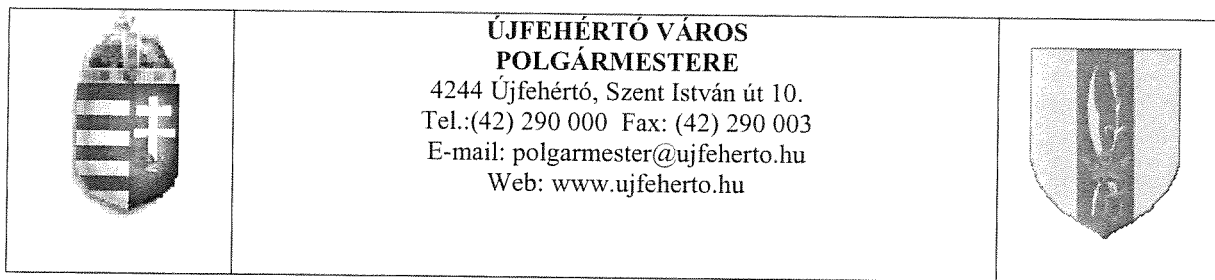 ÚJFEHÉRTÓ VÁROS
POLGÁRMESTERE
4244 Újfehértó, Szent István út 10.
Tel.:(42) 290 000 Fax: (42) 290 003
E-mail: polgarmester@ujfeherto.hu
Web: www.ujfeherto.hu